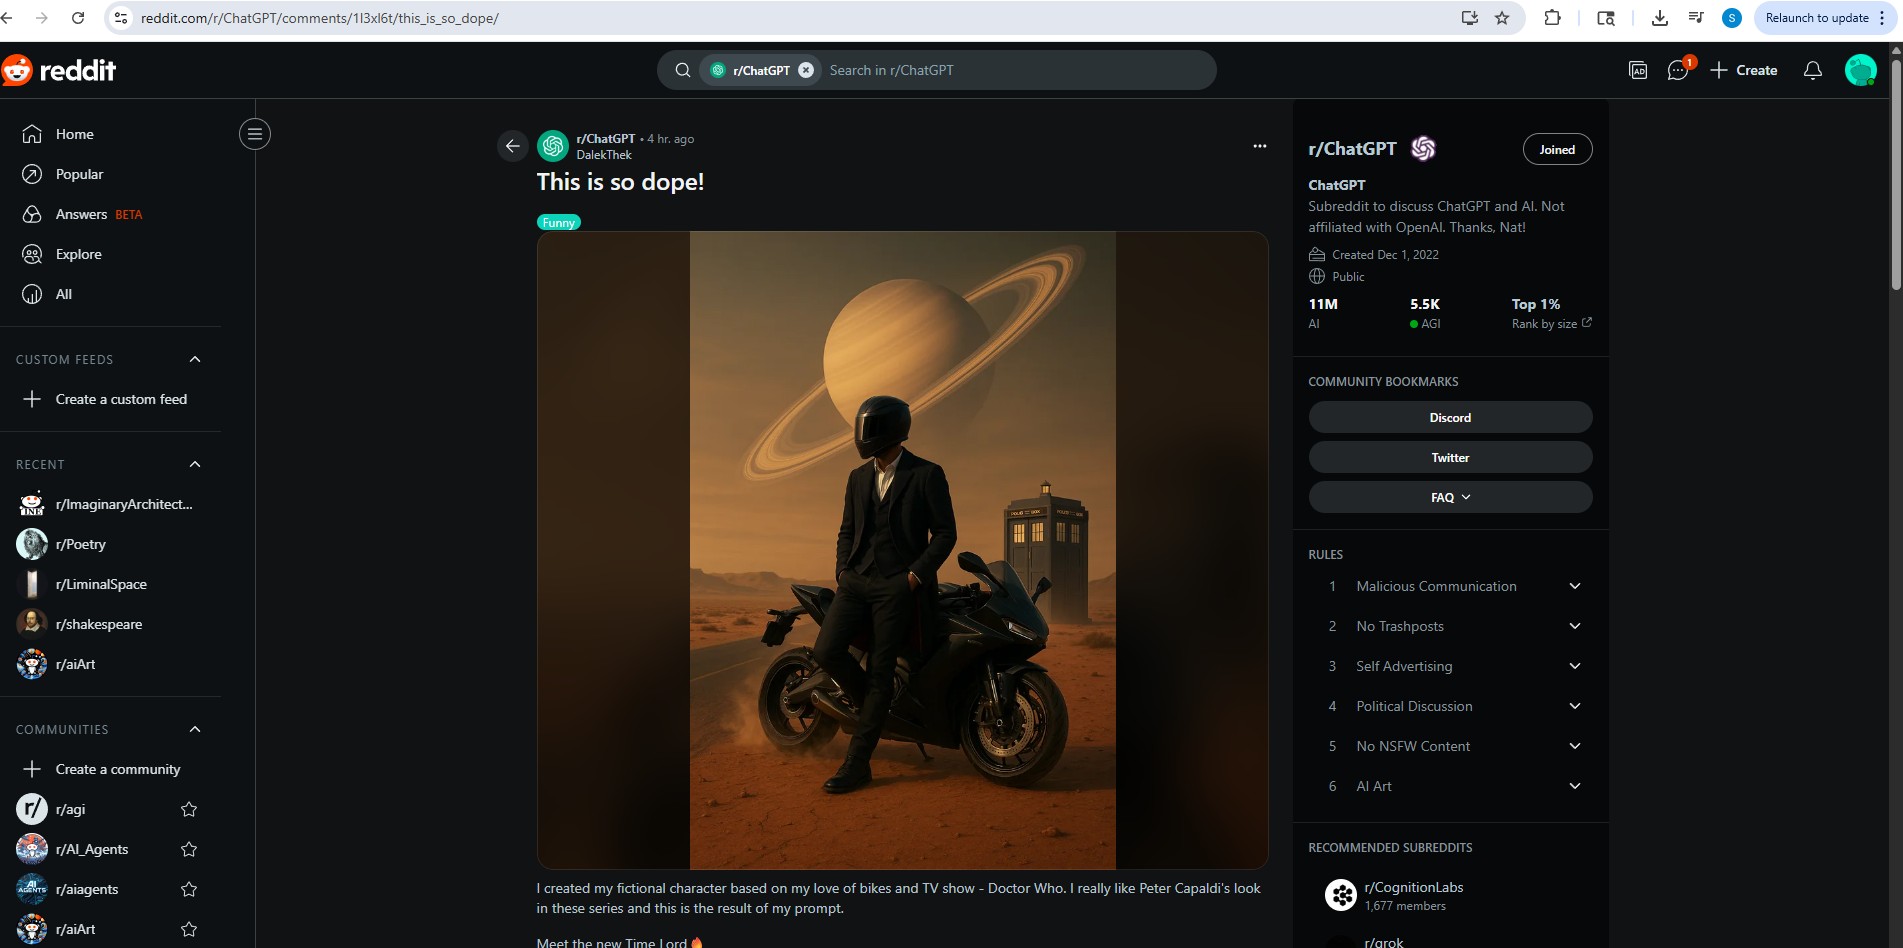 reddit.com/r/ChatGPT/comments/1l3xl6t/this_is_so_dope/
S
Relaunch to update
reddit
r/ChatGPT
Search in r/ChatGPT
AD
1
Create
Home
Popular
Answers BETA
Explore
All
CUSTOM FEEDS
Create a custom feed
RECENT
r/ImaginaryArchitect...
r/Poetry
r/LiminalSpace
r/shakespeare
r/aiArt
COMMUNITIES
Create a community
r/
r/agi
r/AI_Agents
AI
AGENTS
r/aiagents
r/aiArt
r/ChatGPT • 4 hr. ago
DalekThek
This is so dope!
Funny
I created my fictional character based on my love of bikes and TV show - Doctor Who. I really like Peter Capaldi's look
in these series and this is the result of my prompt.
Meet the new Time Lord🔥
r/ChatGPT
Joined
ChatGPT
Subreddit to discuss ChatGPT and AI. Not
affiliated with OpenAI. Thanks, Nat!
Created Dec 1, 2022
Public
11M
AI
5.5K
AGI
Top 1%
Rank by size
COMMUNITY BOOKMARKS
Discord
Twitter
FAQ
RULES
1 Malicious Communication
2 No Trashposts
3 Self Advertising
4 Political Discussion
5 No NSFW Content
6 AI Art
RECOMMENDED SUBREDDITS
r/CognitionLabs
1,677 members
r/grok